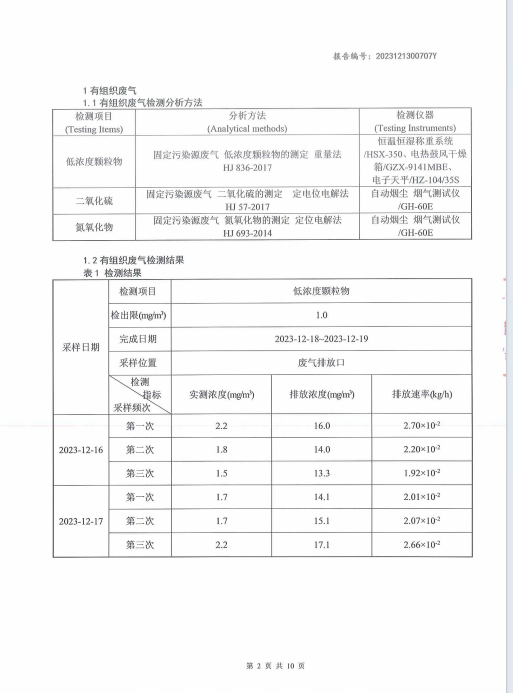 报告编号：2023121300707Y
1 有组织废气
1.1 有组织废气检测分析方法
检测项目 分析方法 检测仪器
(Testing Items) (Analytical methods) (Testing Instruments)
低浓度颗粒物 固定污染源废气 低浓度颗粒物的测定 重量法
HJ 836-2017
恒温恒湿称重系统
/HSX-350、电热鼓风干燥
箱/GZX-9141MBE、
电子天平/HZ-104/35S
二氧化硫 固定污染源废气 二氧化硫的测定 定电位电解法
HJ 57-2017
自动烟尘 烟气测试仪
/GH-60E
氮氧化物 固定污染源废气 氮氧化物的测定 定位电解法
HJ 693-2014
自动烟尘 烟气测试仪
/GH-60E
1.2 有组织废气检测结果
表1 检测结果
采样日期 检测项目 低浓度颗粒物
检出限(mg/m³) 1.0
完成日期 2023-12-18~2023-12-19
采样位置 废气排放口
检测
指标
采样频次
实测浓度(mg/m³) 排放浓度(mg/m³) 排放速率(kg/h)
2023-12-16 第一次 2.2 16.0 2.70×10⁻²
第二次 1.8 14.0 2.20×10⁻²
第三次 1.5 13.3 1.92×10⁻²
2023-12-17 第一次 1.7 14.1 2.01×10⁻²
第二次 1.7 15.1 2.07×10⁻²
第三次 2.2 17.1 2.66×10⁻²
第 2 页 共 10 页